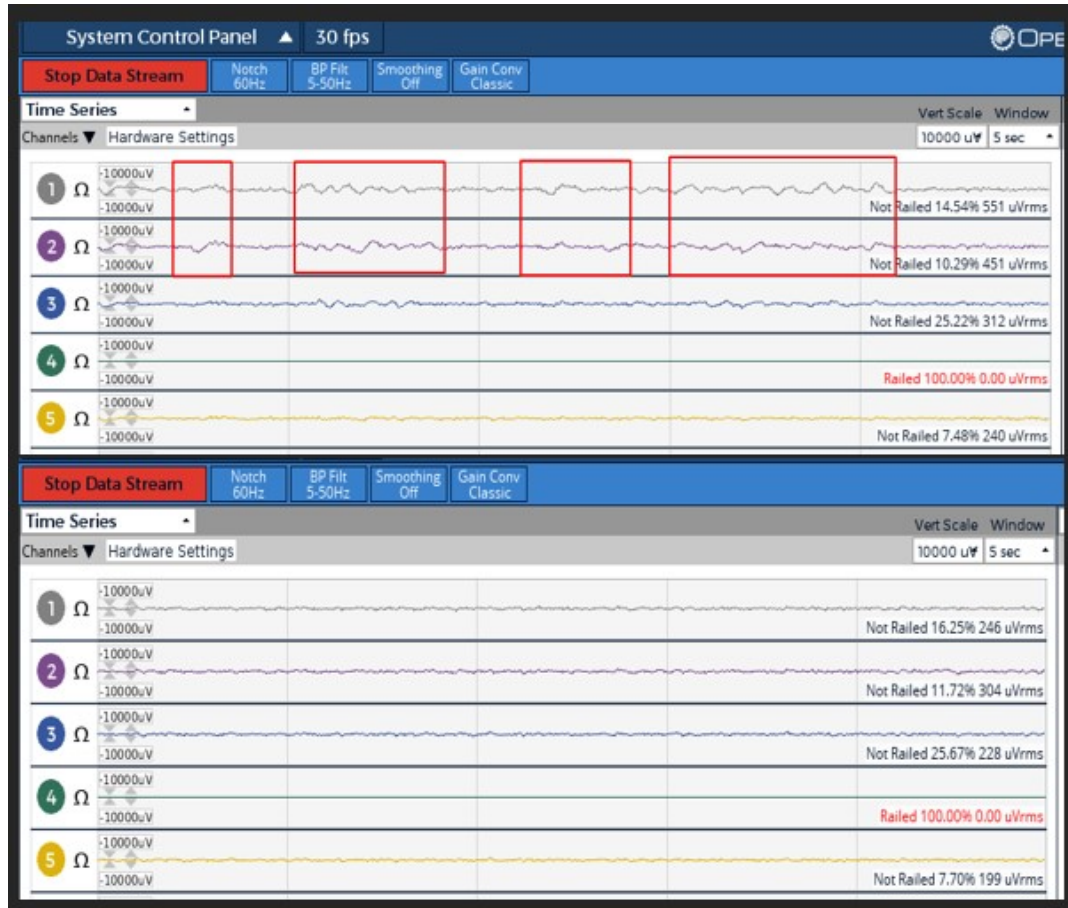 System Control Panel ▲ 30 fps OPE
Stop Data Stream Notch 60Hz BP Filt 5-50Hz Smoothing Off Gain Conv Classic
Time Series Vert Scale Window
Channels ▼ Hardware Settings 10000 uV 5 sec
1 Ω -10000uV
-10000uV Not Railed 14.54% 551 uVrms
2 Ω -10000uV
-10000uV Not Railed 10.29% 451 uVrms
3 Ω -10000uV
-10000uV Not Railed 25.22% 312 uVrms
4 Ω -10000uV
-10000uV Railed 100.00% 0.00 uVrms
5 Ω -10000uV
-10000uV Not Railed 7.48% 240 uVrms
Stop Data Stream Notch 60Hz BP Filt 5-50Hz Smoothing Off Gain Conv Classic
Time Series Vert Scale Window
Channels ▼ Hardware Settings 10000 uV 5 sec
1 Ω -10000uV
-10000uV Not Railed 16.25% 246 uVrms
2 Ω -10000uV
-10000uV Not Railed 11.72% 304 uVrms
3 Ω -10000uV
-10000uV Not Railed 25.67% 228 uVrms
4 Ω -10000uV
-10000uV Railed 100.00% 0.00 uVrms
5 Ω -10000uV
-10000uV Not Railed 7.70% 199 uVrms